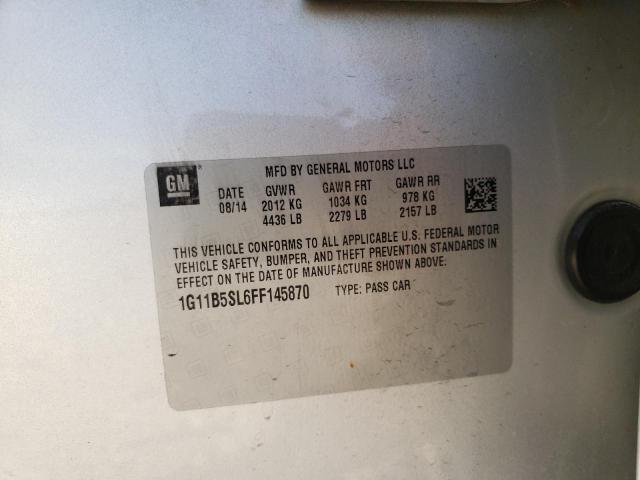 GM
MFD BY GENERAL MOTORS LLC
DATE GVWR GAWR FRT GAWR RR
08/14 2012 KG 1034 KG 978 KG
4436 LB 2279 LB 2157 LB
THIS VEHICLE CONFORMS TO ALL APPLICABLE U.S. FEDERAL MOTOR
VEHICLE SAFETY, BUMPER, AND THEFT PREVENTION STANDARDS IN
EFFECT ON THE DATE OF MANUFACTURE SHOWN ABOVE.
1G11B5SL6FF145870 TYPE: PASS CAR